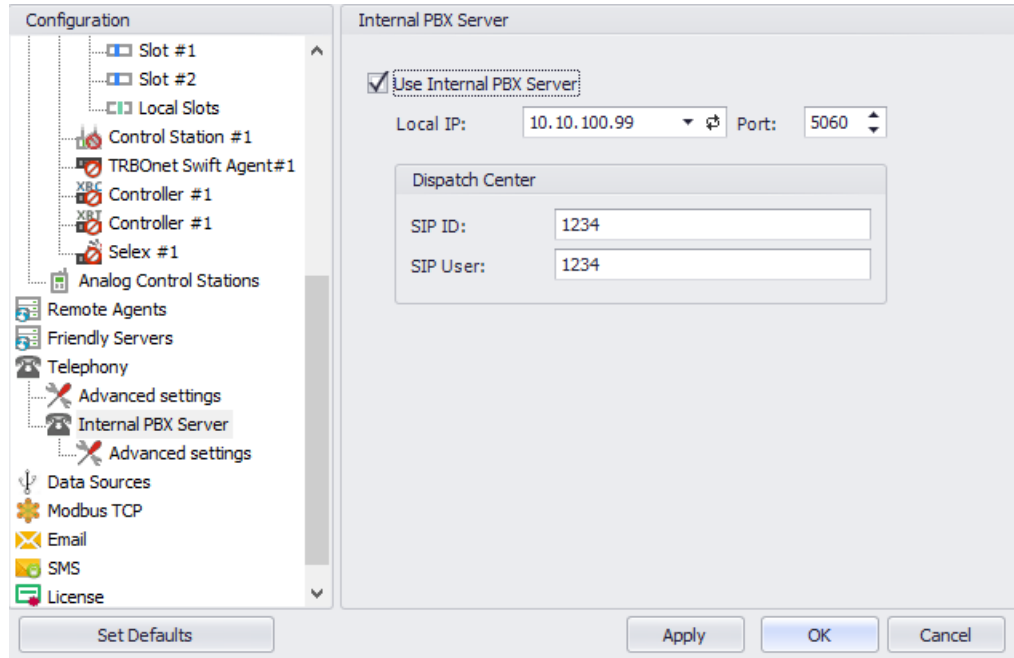 Configuration
Slot #1
Slot #2
Local Slots
Control Station #1
TRBOnet Swift Agent#1
XRC
Controller #1
XRT
Controller #1
Selex #1
Analog Control Stations
Remote Agents
Friendly Servers
Telephony
Advanced settings
Internal PBX Server
Advanced settings
Data Sources
Modbus TCP
Email
SMS
License
Set Defaults
Internal PBX Server
Use Internal PBX Server
Local IP: 10.10.100.99 Port: 5060
Dispatch Center
SIP ID: 1234
SIP User: 1234
Apply OK Cancel